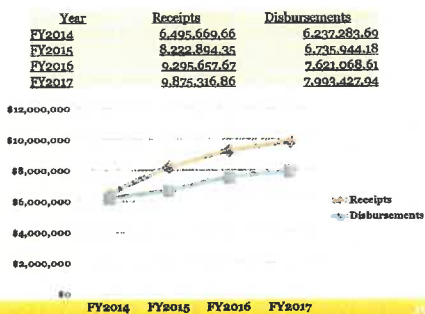 Year Receipts Disbursements
FY2014 6,495,669.66 6,237,283.69
FY2015 8,222,894.35 6,735,944.18
FY2016 9,295,657.67 7,621,068.61
FY2017 9,875,316.86 7,993,427.94
$12,000,000
$10,000,000
$8,000,000
$6,000,000
$4,000,000
$2,000,000
$0
Receipts
Disbursements
FY2014 FY2015 FY2016 FY2017